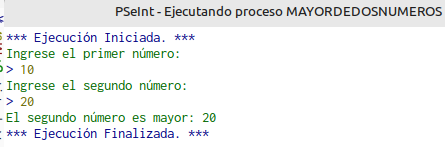 PSeInt - Ejecutando proceso MAYORDEDOSNUMEROS
*** Ejecución Iniciada. ***
Ingrese el primer número:
> 10
Ingrese el segundo número:
> 20
El segundo número es mayor: 20
*** Ejecución Finalizada. ***